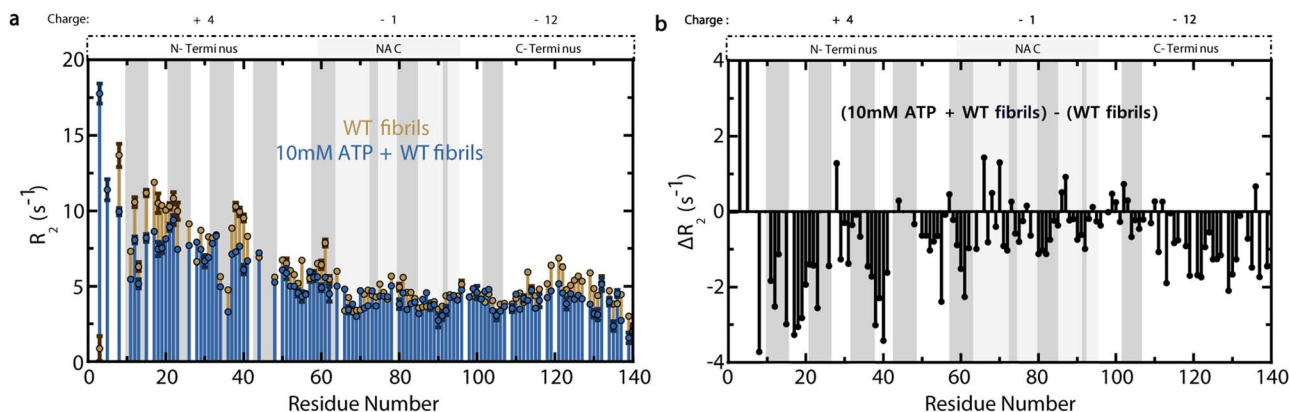 a
Charge: + 4 - 1 - 12
N-Terminus NAC C-Terminus
20
15
10
5
0
R2 (s⁻¹)
WT fibrils
10mM ATP + WT fibrils
0 20 40 60 80 100 120 140
Residue Number
b
Charge: + 4 - 1 - 12
N-Terminus NAC C-Terminus
4
2
0
-2
-4
ΔR2 (s⁻¹)
(10mM ATP + WT fibrils) - (WT fibrils)
0 20 40 60 80 100 120 140
Residue Number